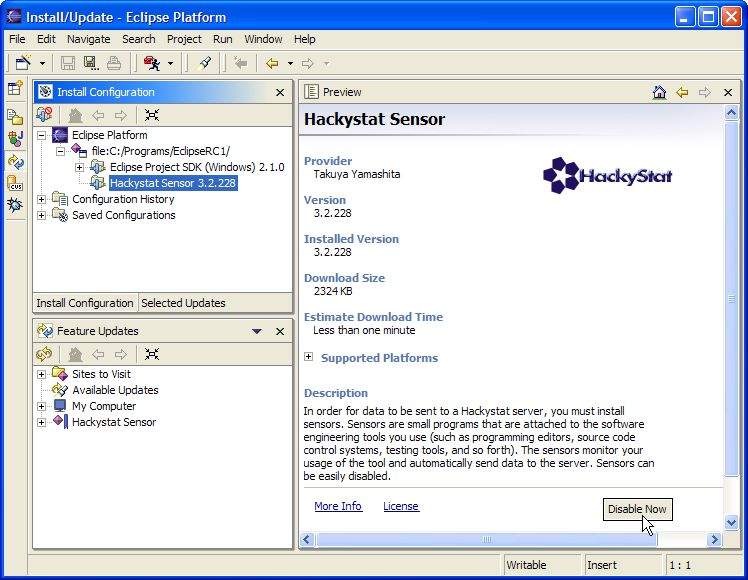 Install/Update - Eclipse Platform
File Edit Navigate Search Project Run Window Help
Install Configuration
Eclipse Platform
file:C:/Programs/EclipseRC1/
Eclipse Project SDK (Windows) 2.1.0
Hackystat Sensor 3.2.228
Configuration History
Saved Configurations
Install Configuration Selected Updates
Feature Updates
Sites to Visit
Available Updates
My Computer
Hackystat Sensor
Preview
Hackystat Sensor
Provider
Takuya Yamashita
HackyStat
Version
3.2.228
Installed Version
3.2.228
Download Size
2324 KB
Estimate Download Time
Less than one minute
Supported Platforms
Description
In order for data to be sent to a Hackystat server, you must install
sensors. Sensors are small programs that are attached to the software
engineering tools you use (such as programming editors, source code
control systems, testing tools, and so forth). The sensors monitor your
usage of the tool and automatically send data to the server. Sensors can
be easily disabled.
More Info License Disable Now
Writable Insert 1 : 1